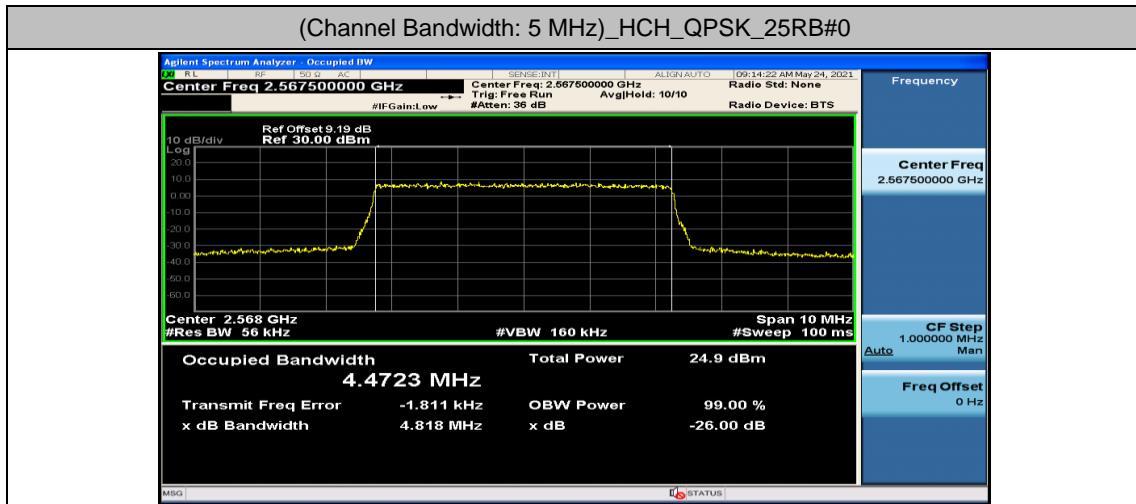 (Channel Bandwidth: 5 MHz)_HCH_QPSK_25RB#0
Agilent Spectrum Analyzer - Occupied BW
LXI RL RF 50 Ω AC SENSE:INT ALIGN AUTO 09:14:22 AM May 24, 2021
Center Freq 2.567500000 GHz Center Freq: 2.567500000 GHz Radio Std: None
Trig: Free Run Avg|Hold: 10/10
#IFGain:Low #Atten: 36 dB Radio Device: BTS
Frequency
Ref Offset 9.19 dB
10 dB/div Ref 30.00 dBm
Log
20.0
10.0
0.00
-10.0
-20.0
-30.0
-40.0
-50.0
-60.0
Center 2.568 GHz Span 10 MHz
#Res BW 56 kHz #VBW 160 kHz #Sweep 100 ms
Center Freq
2.567500000 GHz
CF Step
1.000000 MHz
Auto Man
Freq Offset
0 Hz
Occupied Bandwidth Total Power 24.9 dBm
4.4723 MHz
Transmit Freq Error -1.811 kHz OBW Power 99.00 %
x dB Bandwidth 4.818 MHz x dB -26.00 dB
MSG STATUS